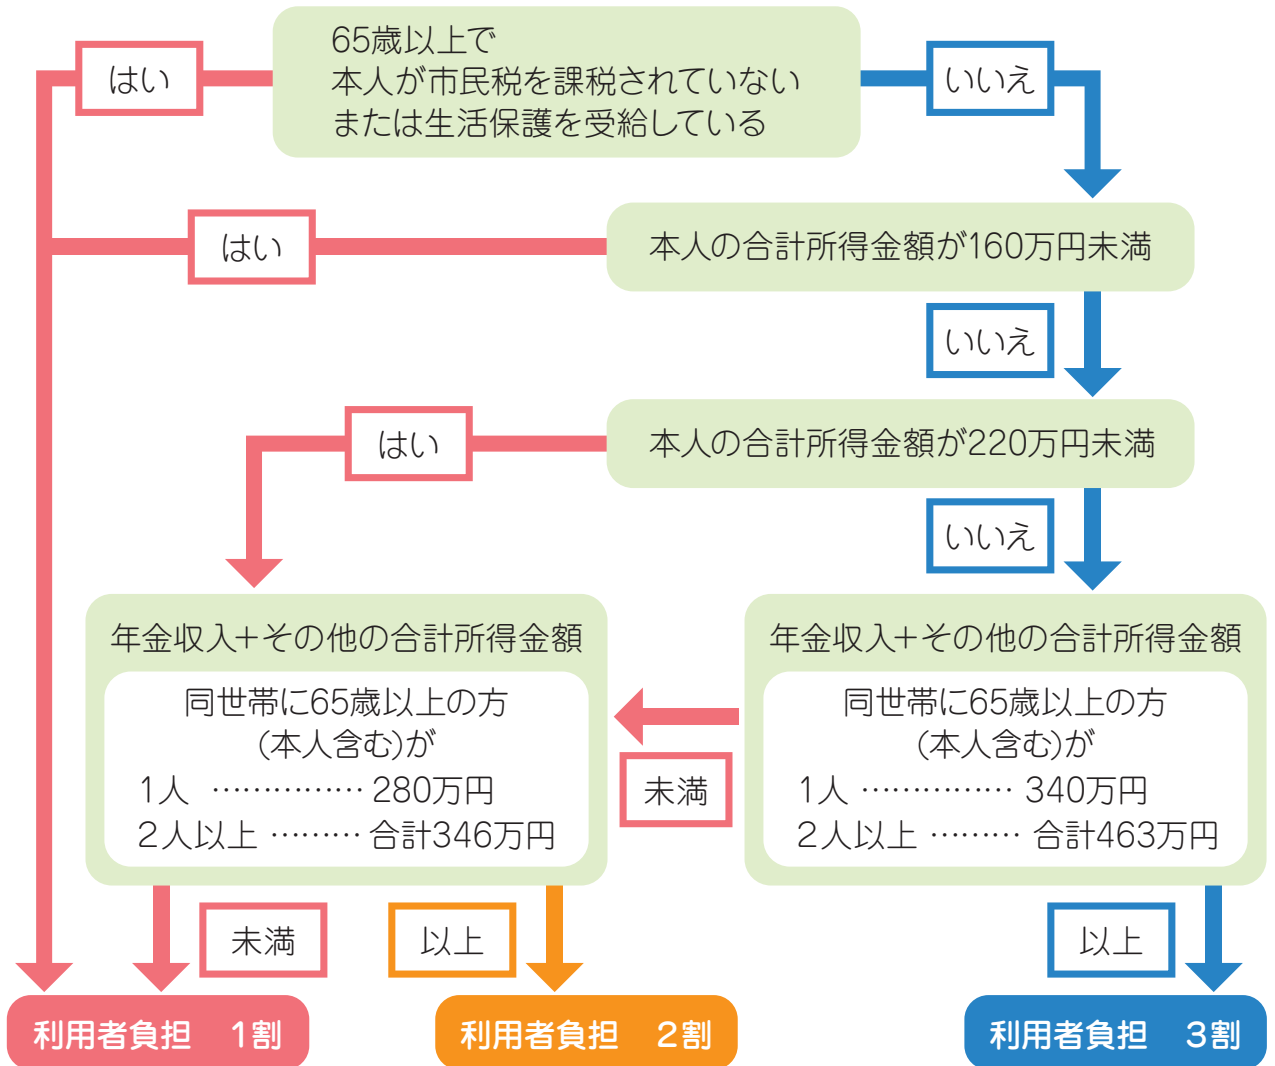 65歳以上で
本人が市民税を課税されていない
または生活保護を受給している
はい
いいえ
本人の合計所得金額が160万円未満
はい
いいえ
本人の合計所得金額が220万円未満
はい
いいえ
年金収入+その他の合計所得金額
同世帯に65歳以上の方
(本人含む)が
1人 …………… 280万円
2人以上 ……… 合計346万円
未満
年金収入+その他の合計所得金額
同世帯に65歳以上の方
(本人含む)が
1人 …………… 340万円
2人以上 ……… 合計463万円
未満
以上
以上
利用者負担 1割
利用者負担 2割
利用者負担 3割